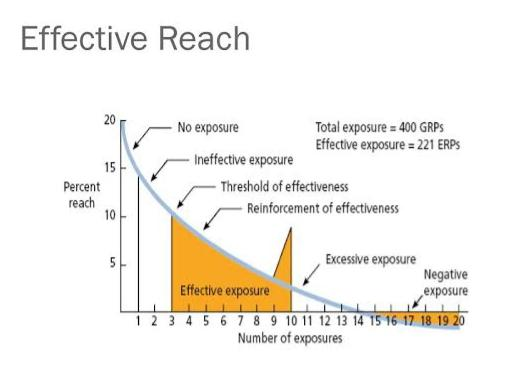 Effective Reach
20
No exposure
Total exposure = 400 GRPs
Effective exposure = 221 ERPs
Ineffective exposure
15
Threshold of effectiveness
Percent
reach
Reinforcement of effectiveness
10
Excessive exposure
5
Negative
exposure
Effective exposure
1 2 3 4 5 6 7 8 9 10 11 12 13 14 15 16 17 18 19 20
Number of exposures